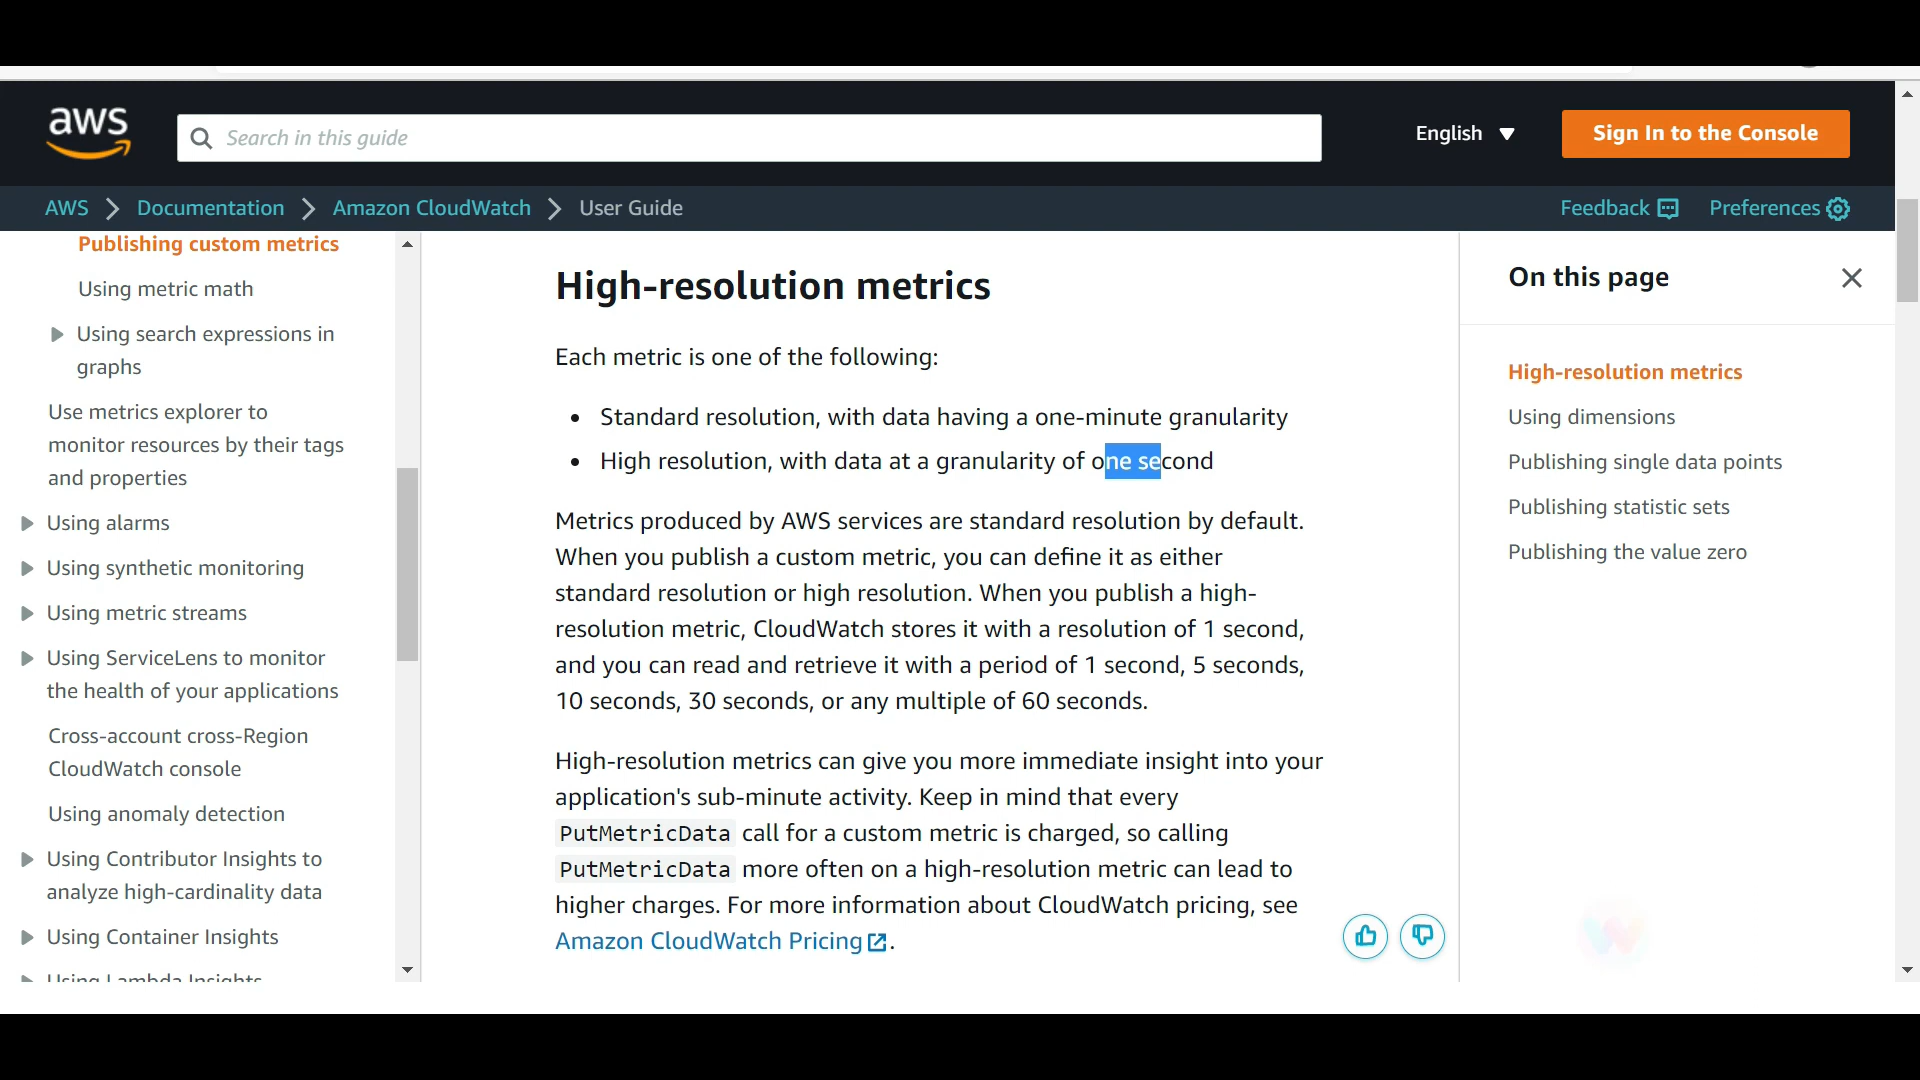 aws
Search in this guide
English
Sign In to the Console
AWS
Documentation
Amazon CloudWatch
User Guide
Feedback
Preferences
Publishing custom metrics
Using metric math
Using search expressions in
graphs
Use metrics explorer to
monitor resources by their tags
and properties
Using alarms
Using synthetic monitoring
Using metric streams
Using ServiceLens to monitor
the health of your applications
Cross-account cross-Region
CloudWatch console
Using anomaly detection
Using Contributor Insights to
analyze high-cardinality data
Using Container Insights
Using Lambda Insights
High-resolution metrics
Each metric is one of the following:
• Standard resolution, with data having a one-minute granularity
• High resolution, with data at a granularity of one second
Metrics produced by AWS services are standard resolution by default.
When you publish a custom metric, you can define it as either
standard resolution or high resolution. When you publish a high-
resolution metric, CloudWatch stores it with a resolution of 1 second,
and you can read and retrieve it with a period of 1 second, 5 seconds,
10 seconds, 30 seconds, or any multiple of 60 seconds.
High-resolution metrics can give you more immediate insight into your
application's sub-minute activity. Keep in mind that every
PutMetricData call for a custom metric is charged, so calling
PutMetricData more often on a high-resolution metric can lead to
higher charges. For more information about CloudWatch pricing, see
Amazon CloudWatch Pricing.
On this page
High-resolution metrics
Using dimensions
Publishing single data points
Publishing statistic sets
Publishing the value zero